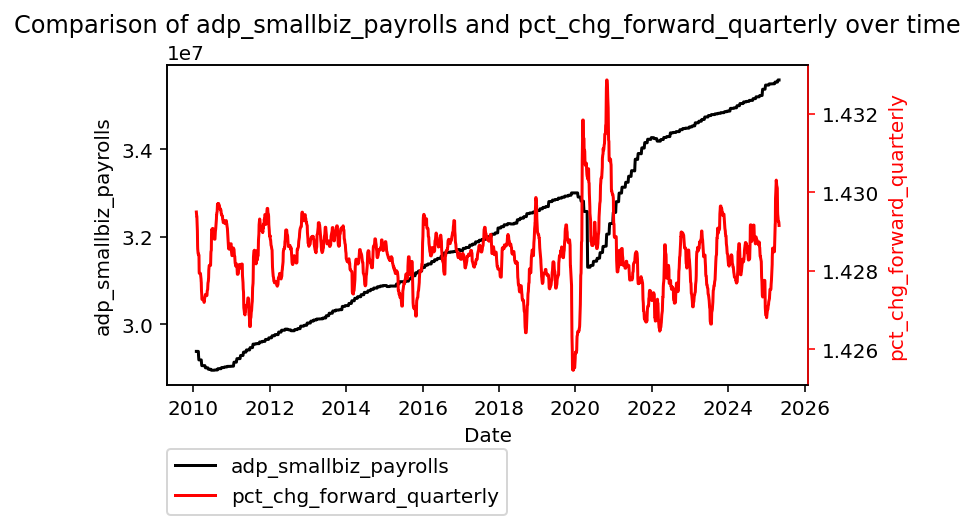 Comparison of adp_smallbiz_payrolls and pct_chg_forward_quarterly over time
1e7
adp_smallbiz_payrolls
3.4
3.2
3.0
1.432
1.430
1.428
1.426
pct_chg_forward_quarterly
2010 2012 2014 2016 2018 2020 2022 2024 2026
Date
adp_smallbiz_payrolls
pct_chg_forward_quarterly